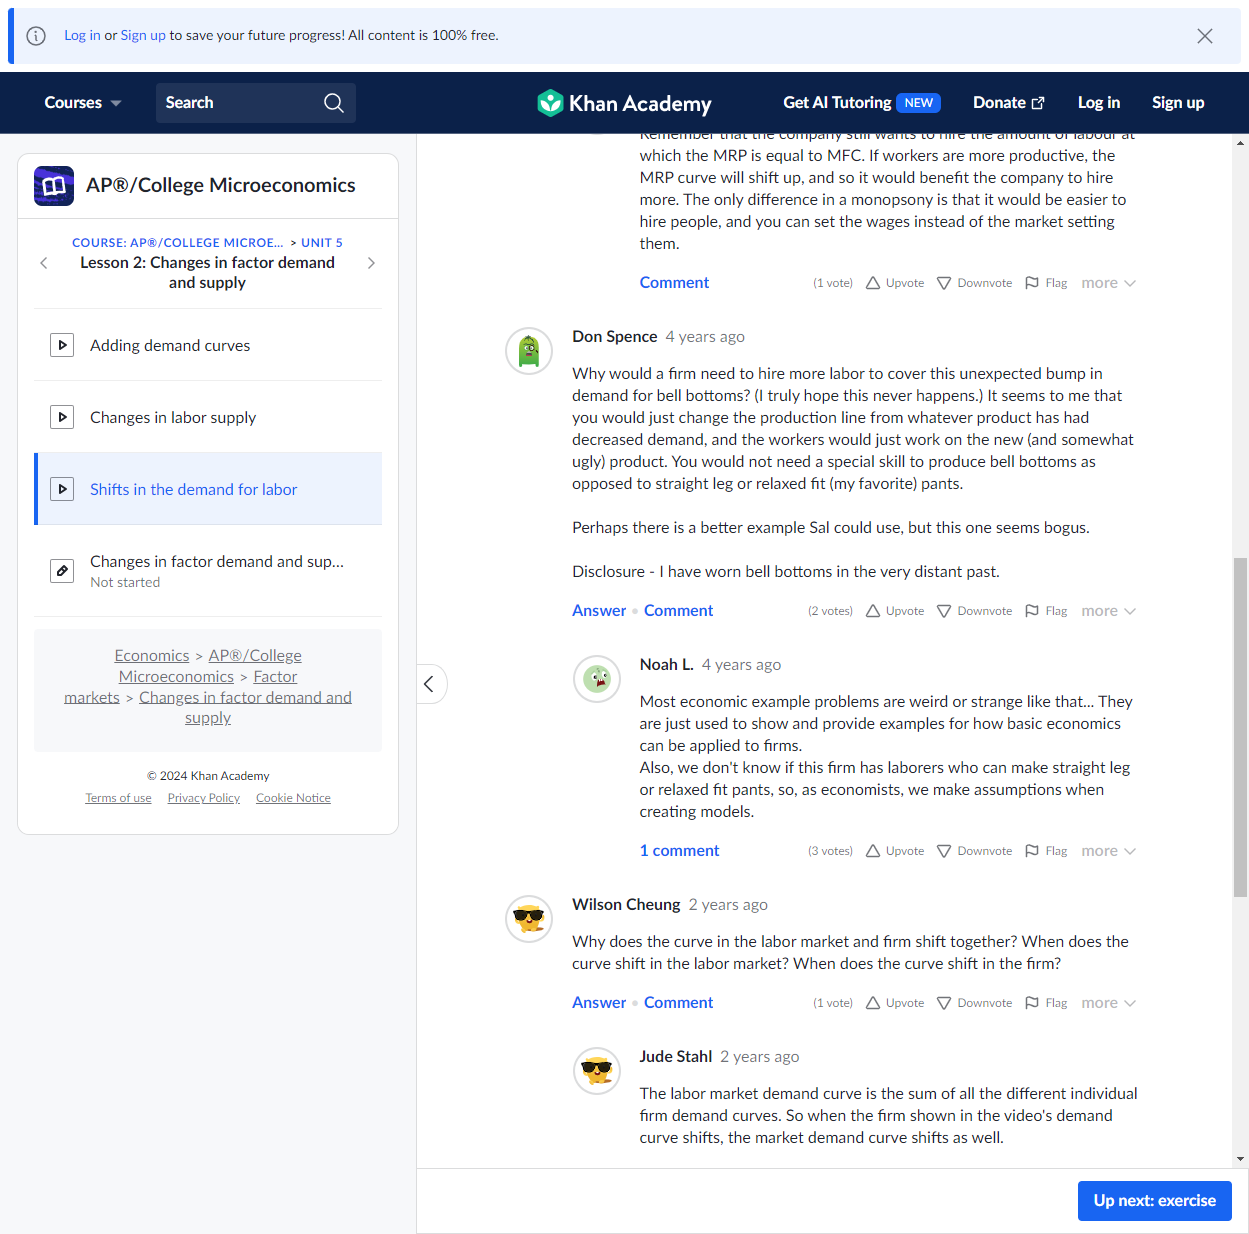 Log in or Sign up to save your future progress! All content is 100% free.
Courses
Search
Khan Academy
Get AI Tutoring NEW
Donate
Log in
Sign up
AP®/College Microeconomics
COURSE: AP®/COLLEGE MICROE... > UNIT 5
Lesson 2: Changes in factor demand
and supply
Adding demand curves
Changes in labor supply
Shifts in the demand for labor
Changes in factor demand and sup...
Not started
Economics > AP®/College
Microeconomics > Factor
markets > Changes in factor demand and
supply
© 2024 Khan Academy
Terms of use Privacy Policy Cookie Notice
Remember that the company still wants to hire the amount of labour at
which the MRP is equal to MFC. If workers are more productive, the
MRP curve will shift up, and so it would benefit the company to hire
more. The only difference in a monopsony is that it would be easier to
hire people, and you can set the wages instead of the market setting
them.
Comment (1 vote) Upvote Downvote Flag more
Don Spence 4 years ago
Why would a firm need to hire more labor to cover this unexpected bump in
demand for bell bottoms? (I truly hope this never happens.) It seems to me that
you would just change the production line from whatever product has had
decreased demand, and the workers would just work on the new (and somewhat
ugly) product. You would not need a special skill to produce bell bottoms as
opposed to straight leg or relaxed fit (my favorite) pants.
Perhaps there is a better example Sal could use, but this one seems bogus.
Disclosure - I have worn bell bottoms in the very distant past.
Answer • Comment (2 votes) Upvote Downvote Flag more
Noah L. 4 years ago
Most economic example problems are weird or strange like that... They
are just used to show and provide examples for how basic economics
can be applied to firms.
Also, we don't know if this firm has laborers who can make straight leg
or relaxed fit pants, so, as economists, we make assumptions when
creating models.
1 comment (3 votes) Upvote Downvote Flag more
Wilson Cheung 2 years ago
Why does the curve in the labor market and firm shift together? When does the
curve shift in the labor market? When does the curve shift in the firm?
Answer • Comment (1 vote) Upvote Downvote Flag more
Jude Stahl 2 years ago
The labor market demand curve is the sum of all the different individual
firm demand curves. So when the firm shown in the video's demand
curve shifts, the market demand curve shifts as well.
Up next: exercise